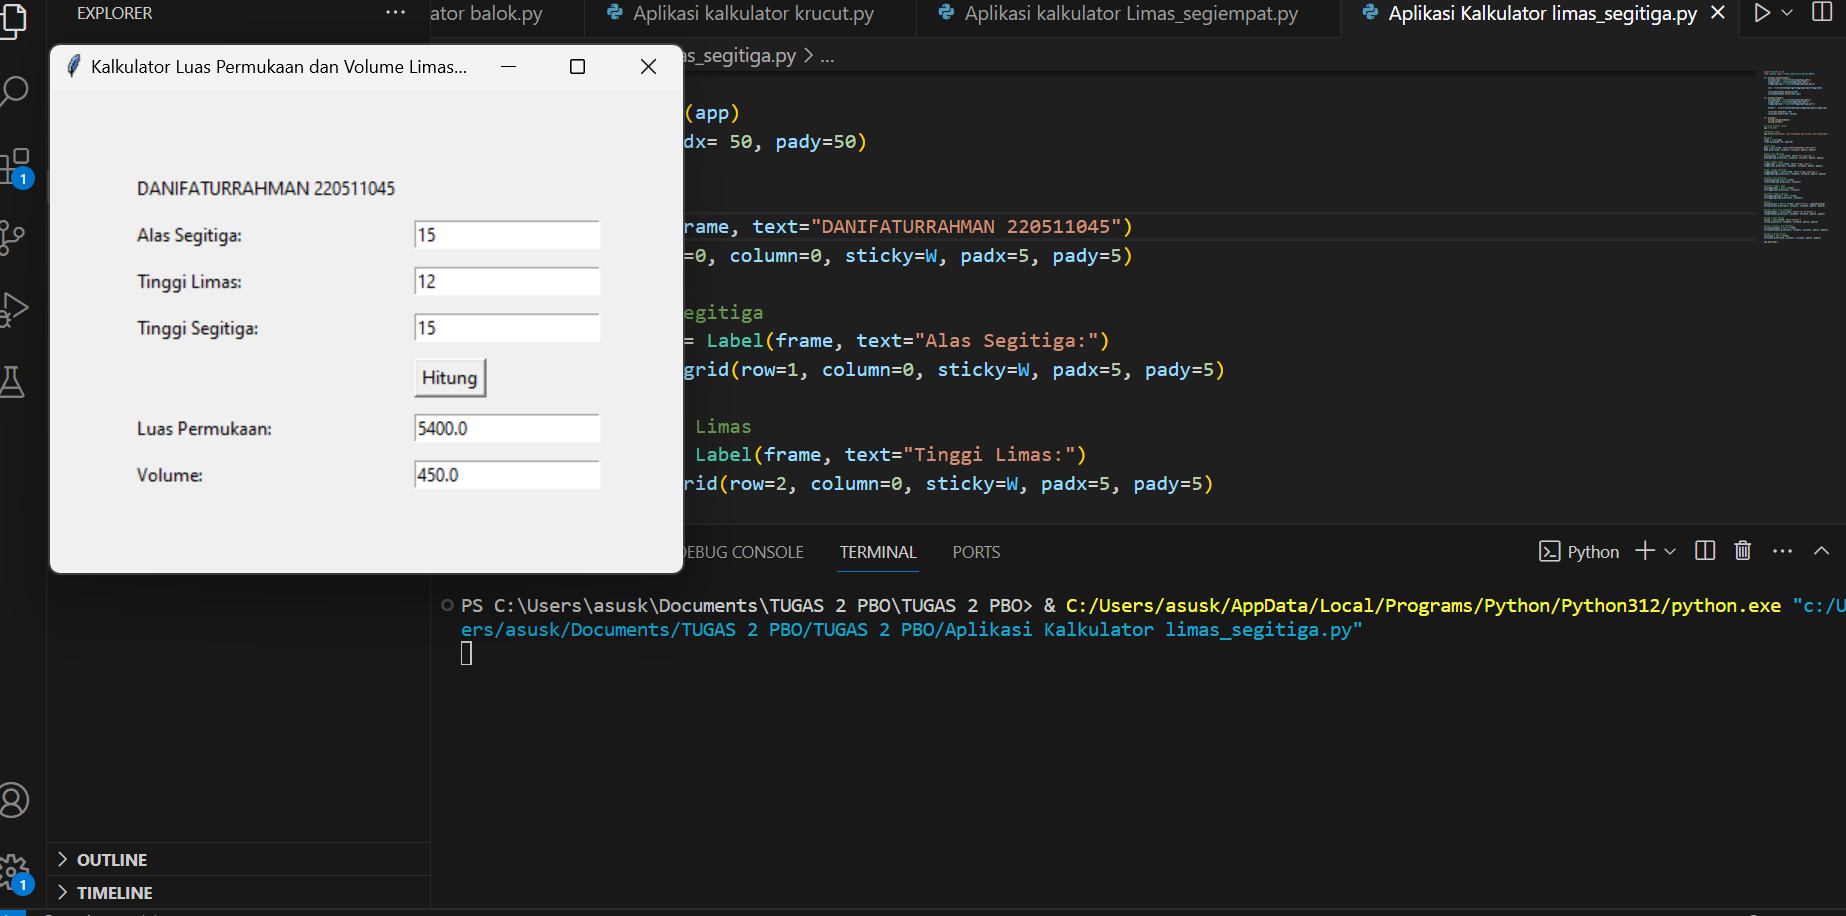 EXPLORER
ator balok.py
Aplikasi kalkulator krucut.py
Aplikasi kalkulator Limas_segiempat.py
Aplikasi Kalkulator limas_segitiga.py
as_segitiga.py > ...
Kalkulator Luas Permukaan dan Volume Limas...
DANIFATURRAHMAN 220511045
Alas Segitiga:
15
Tinggi Limas:
12
Tinggi Segitiga:
15
Hitung
Luas Permukaan:
5400.0
Volume:
450.0
(app)
dx= 50, pady=50)
rame, text="DANIFATURRAHMAN 220511045")
=0, column=0, sticky=W, padx=5, pady=5)
egitiga
= Label(frame, text="Alas Segitiga:")
grid(row=1, column=0, sticky=W, padx=5, pady=5)
Limas
Label(frame, text="Tinggi Limas:")
rid(row=2, column=0, sticky=W, padx=5, pady=5)
DEBUG CONSOLE
TERMINAL
PORTS
Python
PS C:\Users\asusk\Documents\TUGAS 2 PBO\TUGAS 2 PBO> & C:/Users/asusk/AppData/Local/Programs/Python/Python312/python.exe "c:/U
ers/asusk/Documents/TUGAS 2 PBO/TUGAS 2 PBO/Aplikasi Kalkulator limas_segitiga.py"
1
OUTLINE
1
TIMELINE